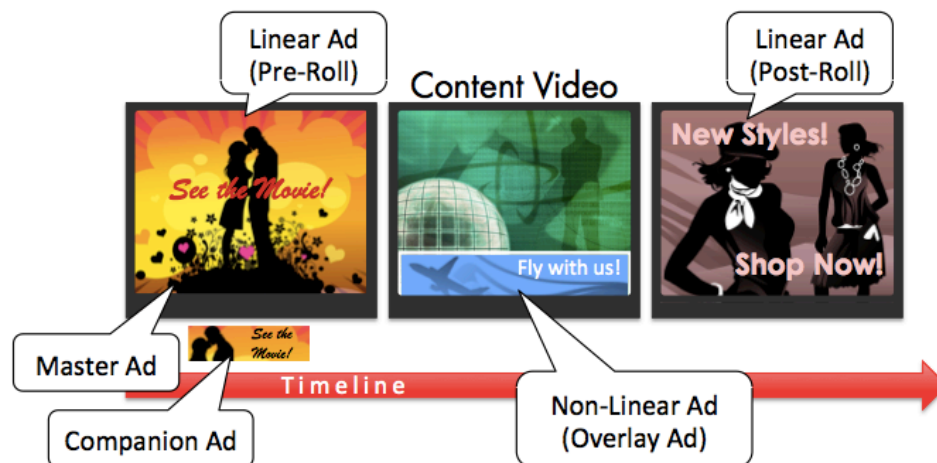 Linear Ad
(Pre-Roll)
Linear Ad
(Post-Roll)
Content Video
See the Movie!
New Styles!
Shop Now!
Fly with us!
See the
Movie!
Master Ad
Timeline
Companion Ad
Non-Linear Ad
(Overlay Ad)